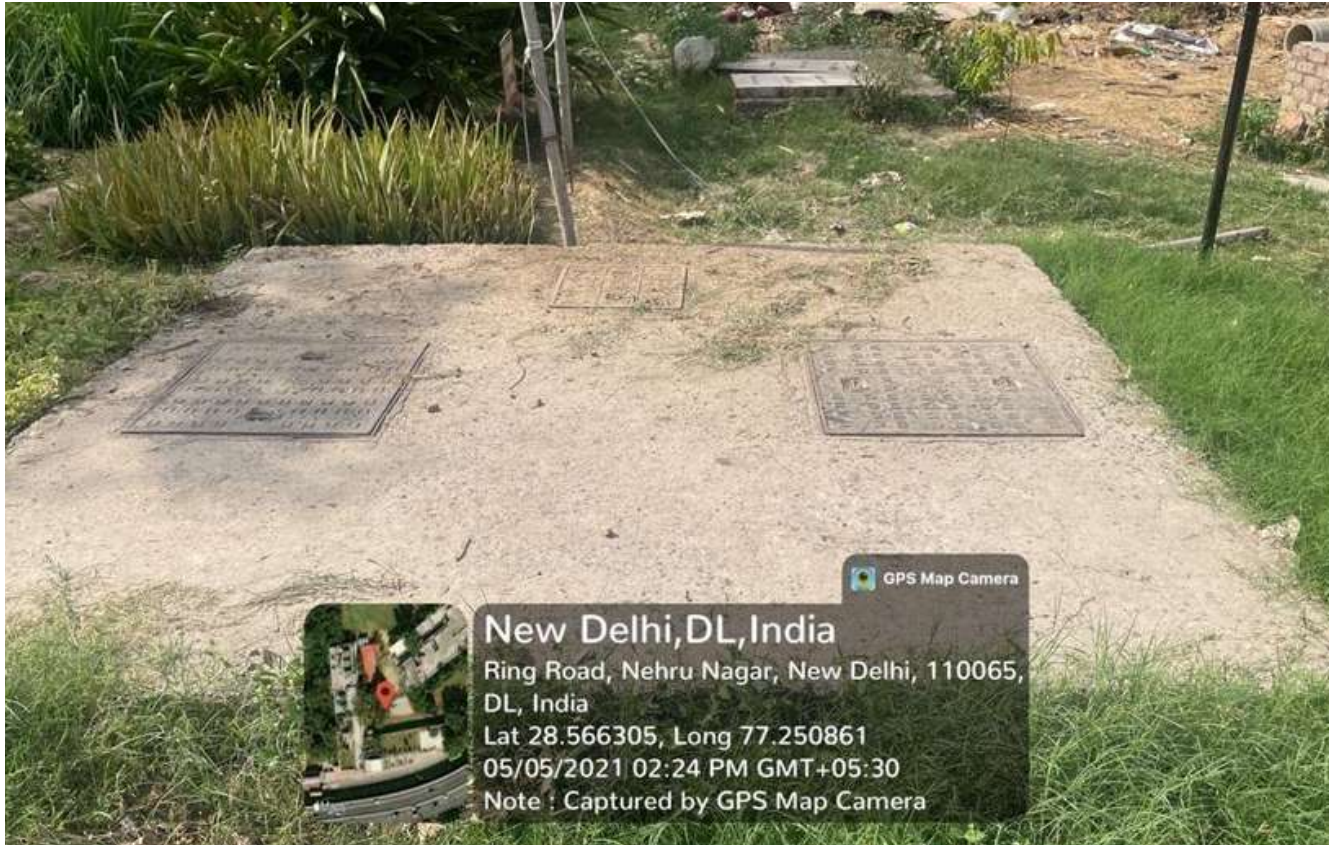 GPS Map Camera
New Delhi,DL,India
Ring Road, Nehru Nagar, New Delhi, 110065,
DL, India
Lat 28.566305, Long 77.250861
05/05/2021 02:24 PM GMT+05:30
Note : Captured by GPS Map Camera